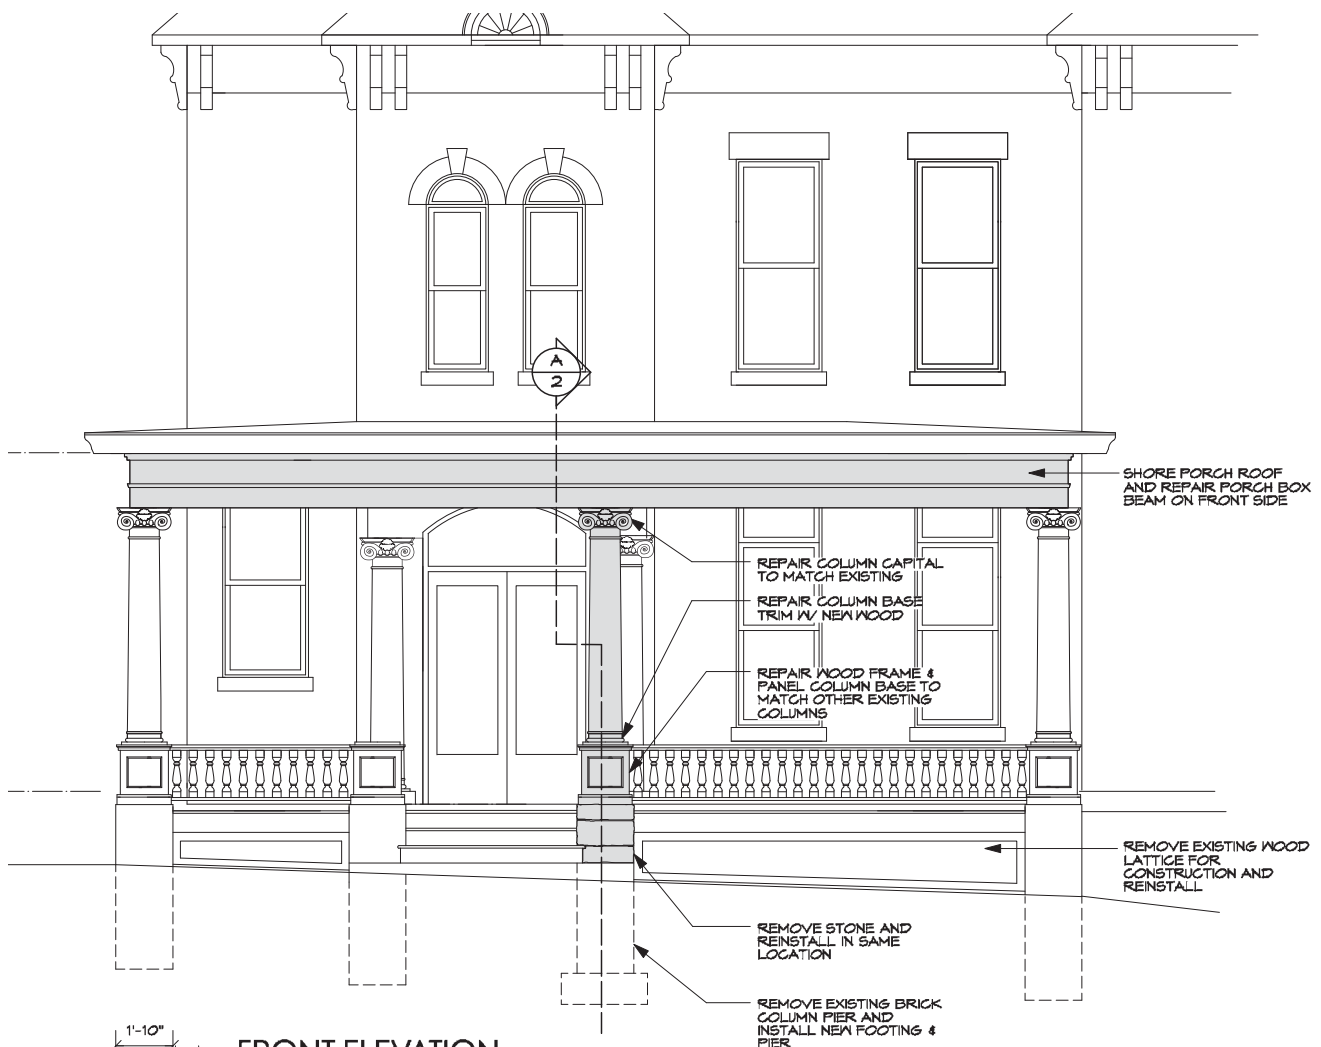 A
2
SHORE PORCH ROOF
AND REPAIR PORCH BOX
BEAM ON FRONT SIDE
REPAIR COLUMN CAPITAL
TO MATCH EXISTING
REPAIR COLUMN BASE
TRIM W/ NEW WOOD
REPAIR WOOD FRAME &
PANEL COLUMN BASE TO
MATCH OTHER EXISTING
COLUMNS
REMOVE EXISTING WOOD
LATTICE FOR
CONSTRUCTION AND
REINSTALL
REMOVE STONE AND
REINSTALL IN SAME
LOCATION
REMOVE EXISTING BRICK
COLUMN PIER AND
INSTALL NEW FOOTING &
PIER
1'-10"
FRONT ELEVATION